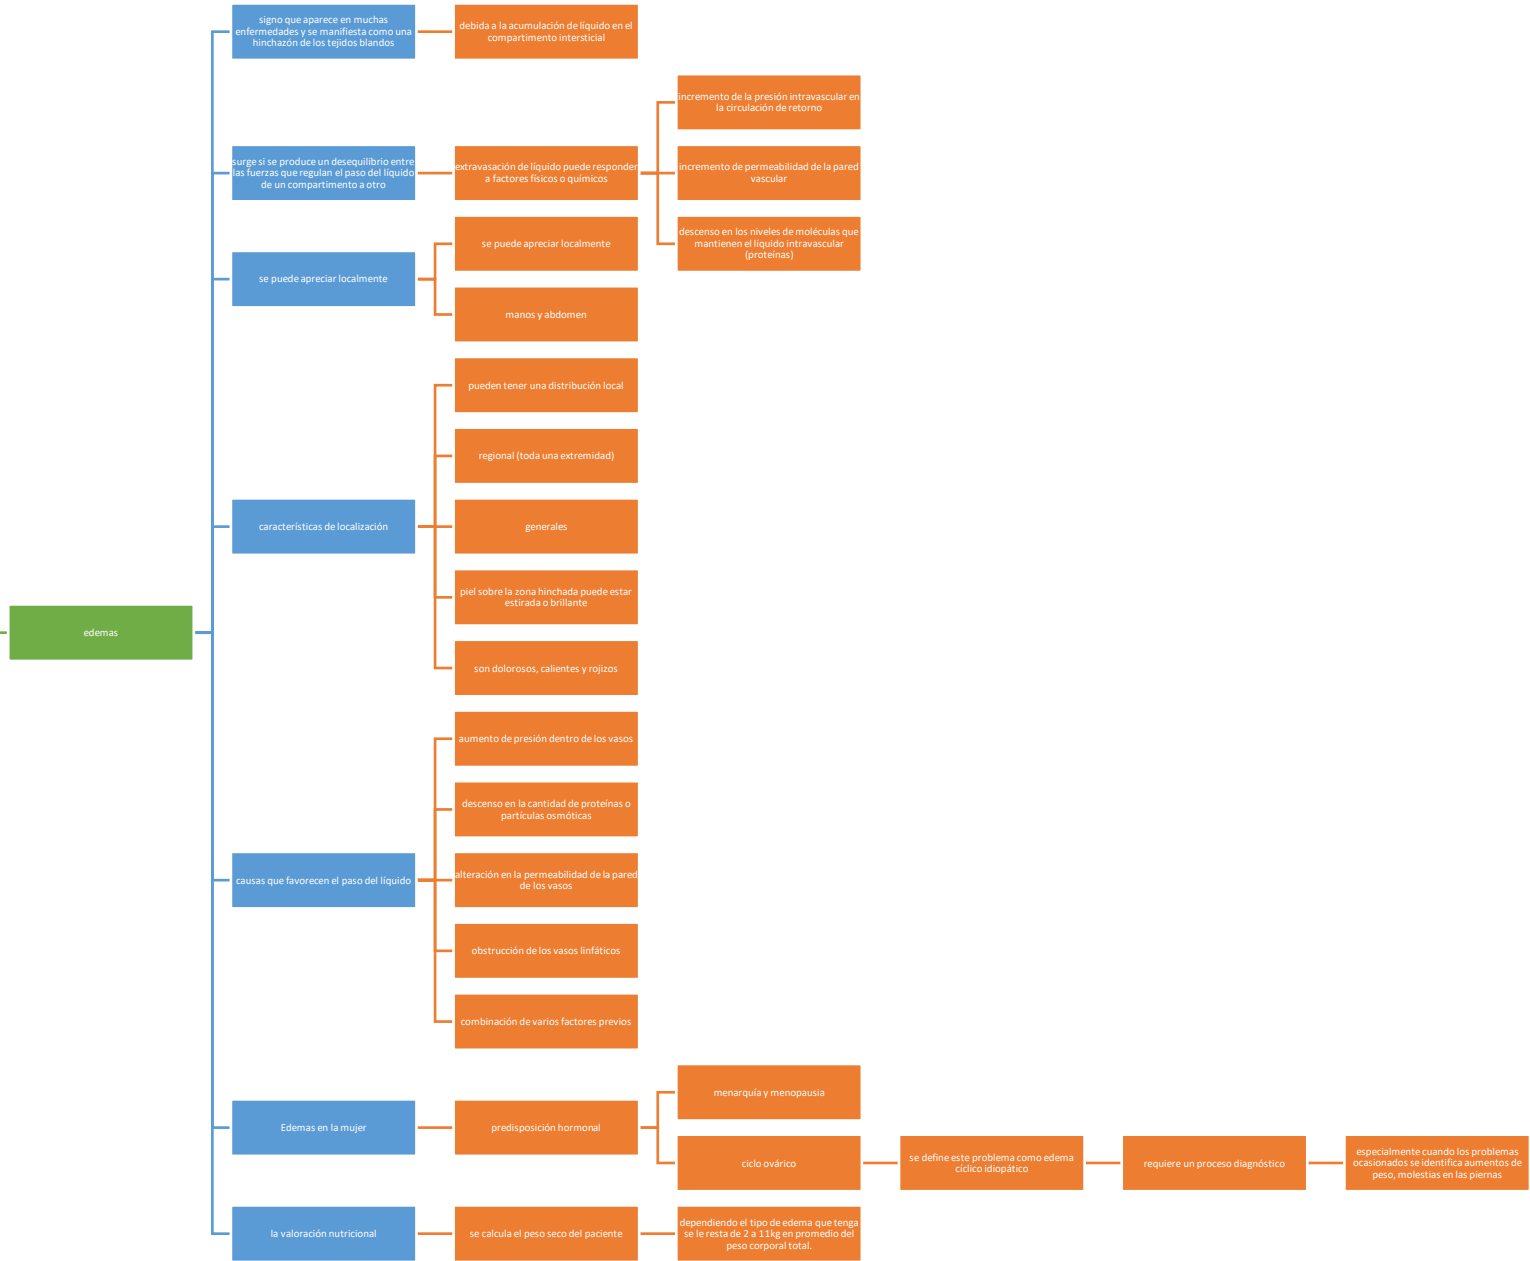 signo que aparece en muchas
enfermedades y se manifiesta como una
hinchazón de los tejidos blandos
debida a la acumulación de líquido en el
compartimento intersticial
surge si se produce un desequilibrio entre
las fuerzas que regulan el paso del líquido
de un compartimento a otro
extravasación de líquido puede responder
a factores físicos o químicos
incremento de la presión intravascular en
la circulación de retorno
incremento de permeabilidad de la pared
vascular
descenso en los niveles de moléculas que
mantienen el líquido intravascular
(proteínas)
se puede apreciar localmente
se puede apreciar localmente
manos y abdomen
edemas
características de localización
pueden tener una distribución local
regional (toda una extremidad)
generales
piel sobre la zona hinchada puede estar
estirada o brillante
son dolorosos, calientes y rojizos
causas que favorecen el paso del líquido
aumento de presión dentro de los vasos
descenso en la cantidad de proteínas o
partículas osmóticas
alteración en la permeabilidad de la pared
de los vasos
obstrucción de los vasos linfáticos
combinación de varios factores previos
Edemas en la mujer
predisposición hormonal
menarquía y menopausia
ciclo ovárico
se define este problema como edema
cíclico idiopático
requiere un proceso diagnóstico
especialmente cuando los problemas
ocasionados se identifica aumentos de
peso, molestias en las piernas
la valoración nutricional
se calcula el peso seco del paciente
dependiendo el tipo de edema que tenga
se le resta de 2 a 11kg en promedio del
peso corporal total.